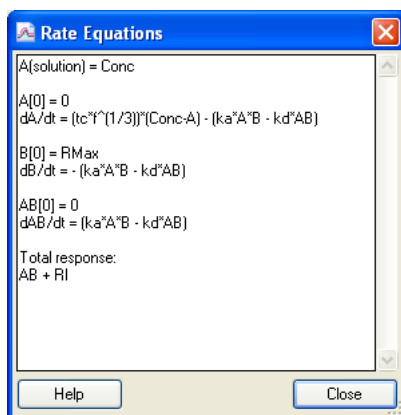 Rate Equations
A(solution) = Conc
A[0] = 0
dA/dt = (tc*f^(1/3))*(Conc-A) - (ka*A*B - kd*AB)
B[0] = RMax
dB/dt = - (ka*A*B - kd*AB)
AB[0] = 0
dAB/dt = (ka*A*B - kd*AB)
Total response:
AB + RI
Help
Close